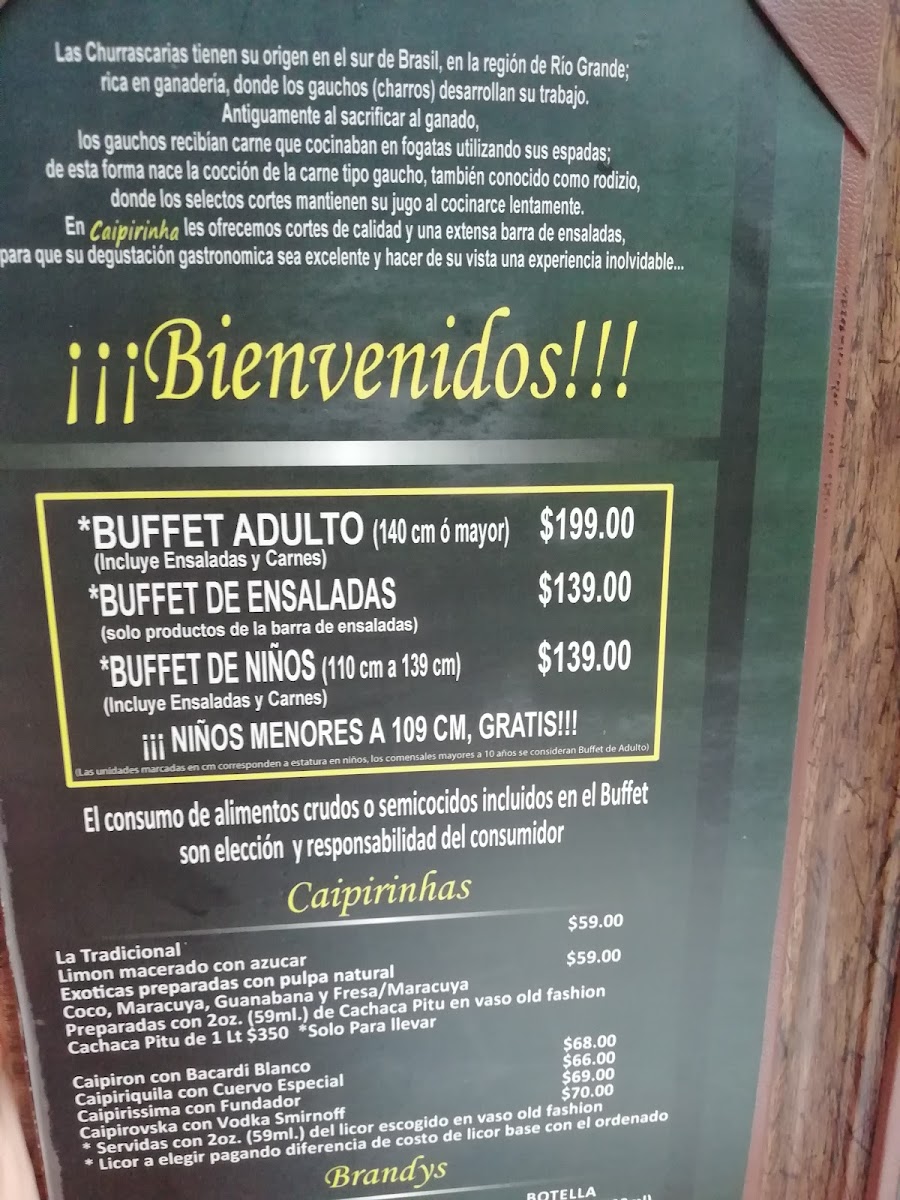 Las Churrascarias tienen su origen en el sur de Brasil, en la región de Río Grande;
rica en ganadería, donde los gauchos (charros) desarrollan su trabajo.
Antiguamente al sacrificar al ganado,
los gauchos recibían carne que cocinaban en fogatas utilizando sus espadas;
de esta forma nace la cocción de la carne tipo gaucho, también conocido como rodizio,
donde los selectos cortes mantienen su jugo al cocinarce lentamente.
En Caipirinha les ofrecemos cortes de calidad y una extensa barra de ensaladas,
para que su degustación gastronomica sea excelente y hacer de su vista una experiencia inolvidable...
¡¡¡Bienvenidos!!!
*BUFFET ADULTO (140 cm ó mayor) $199.00
(Incluye Ensaladas y Carnes)
*BUFFET DE ENSALADAS $139.00
(solo productos de la barra de ensaladas)
*BUFFET DE NIÑOS (110 cm a 139 cm) $139.00
(Incluye Ensaladas y Carnes)
¡¡¡ NIÑOS MENORES A 109 CM, GRATIS!!!
(Las unidades marcadas en cm corresponden a estatura en niños, los comensales mayores a 10 años se consideran Buffet de Adulto)
El consumo de alimentos crudos o semicocidos incluidos en el Buffet
son elección y responsabilidad del consumidor
Caipirinhas
La Tradicional $59.00
Limon macerado con azucar
Exoticas preparadas con pulpa natural $59.00
Coco, Maracuya, Guanabana y Fresa/Maracuya
Preparadas con 2oz. (59ml.) de Cachaca Pitu en vaso old fashion
Cachaca Pitu de 1 Lt $350 *Solo Para llevar
Caipiron con Bacardi Blanco $68.00
Caipiriquila con Cuervo Especial $66.00
Caipirissima con Fundador $69.00
Caipirovska con Vodka Smirnoff $70.00
* Servidas con 2oz. (59ml.) del licor escogido en vaso old fashion
* Licor a elegir pagando diferencia de costo de licor base con el ordenado
Brandys
BOTELLA